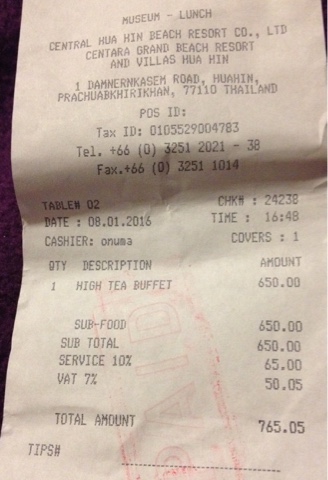 MUSEUM - LUNCH
CENTRAL HUA HIN BEACH RESORT CO., LTD
CENTARA GRAND BEACH RESORT
AND VILLAS HUA HIN
1 DAMNERNKASEM ROAD, HUAHIN,
PRACHUABKHIRIKHAN, 77110 THAILAND
POS ID:
Tax ID: 0105529004783
Tel. +66 (0) 3251 2021 - 38
Fax.+66 (0) 3251 1014
TABLE# 02 CHK# : 24238
DATE : 08.01.2016 TIME : 16:48
CASHIER: onuma COVERS : 1
QTY DESCRIPTION AMOUNT
1 HIGH TEA BUFFET 650.00
SUB-FOOD 650.00
SUB TOTAL 650.00
SERVICE 10% 65.00
VAT 7% 50.05
TOTAL AMOUNT 765.05
TIPS#
PAID